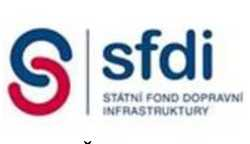 sfdi
STÁTNÍ FOND DOPRAVNÍ
INFRASTRUKTURY